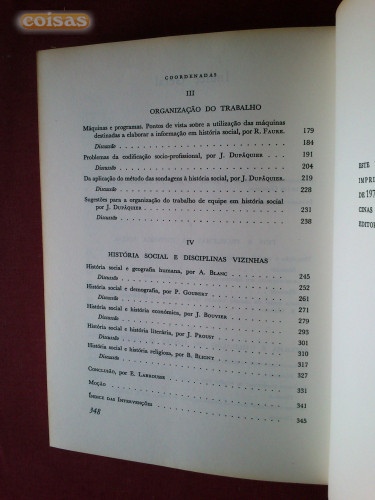 coisas
COORDENADAS
III
ORGANIZAÇÃO DO TRABALHO
Máquinas e programas. Pontos de vista sobre a utilização das máquinas
destinadas a elaborar a informação em história social, por R. FAURE. 179
Discussão 184
Problemas da codificação socio-profissional, por J. DUPÂQUIER 191
Discussão 204
Da aplicação do método das sondagens à história social, por J. DUPÂQUIER. 219
Discussão 228
Sugestões para a organização do trabalho de equipe em história social
por J. DUPÂQUIER 231
Discussão 238
IV
HISTÓRIA SOCIAL E DISCIPLINAS VIZINHAS
História social e geografia humana, por A. BLANC 245
Discussão 252
História social e demografia, por P. GOUBERT 261
Discussão 271
História social e história económica, por J. BOUVIER 279
Discussão 293
História social e história literária, por J. PROUST 301
Discussão 310
História social e história religiosa, por R. BLIGNY 317
Discussão 327
CONCLUSÃO, por E. LABROUSSE 331
MOÇÃO 341
ÍNDICE DAS INTERVENÇÕES 345
348
ESTE
IMPRI
DE 197
CINAS
EDITOR